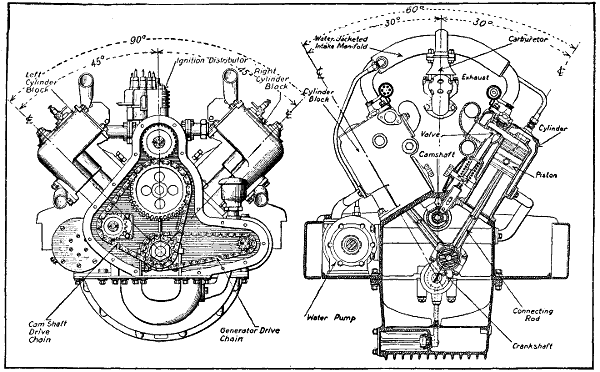 90°
45°
45°
Ignition Distributor
Left
Cylinder
Block
Right
Cylinder
Block
Cam Shaft
Drive
Chain
Generator Drive
Chain
60°
30°
30°
Water Jacketed
Intake Manifold
Carburetor
Exhaust
Cylinder
Block
Valve
Camshaft
Cylinder
Piston
Water Pump
Connecting
Rod
Crankshaft